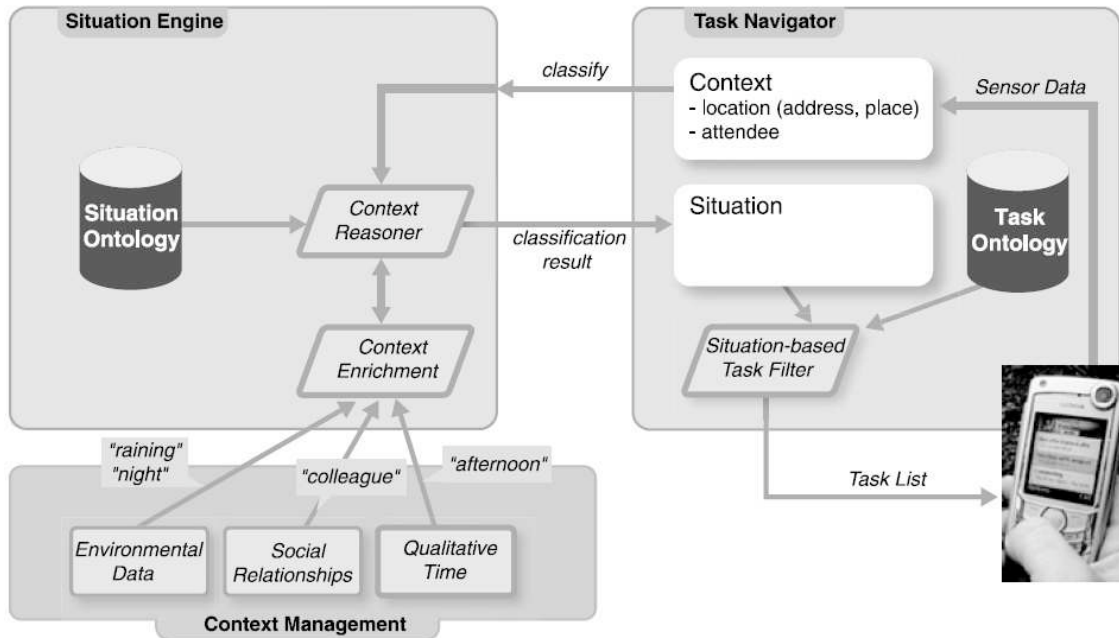 Situation Engine
Task Navigator
classify
Context
- location (address, place)
- attendee
Sensor Data
Situation
Ontology
Context
Reasoner
classification
result
Situation
Task
Ontology
Context
Enrichment
Situation-based
Task Filter
"raining"
"night"
"colleague"
"afternoon"
Task List
Environmental
Data
Social
Relationships
Qualitative
Time
Context Management